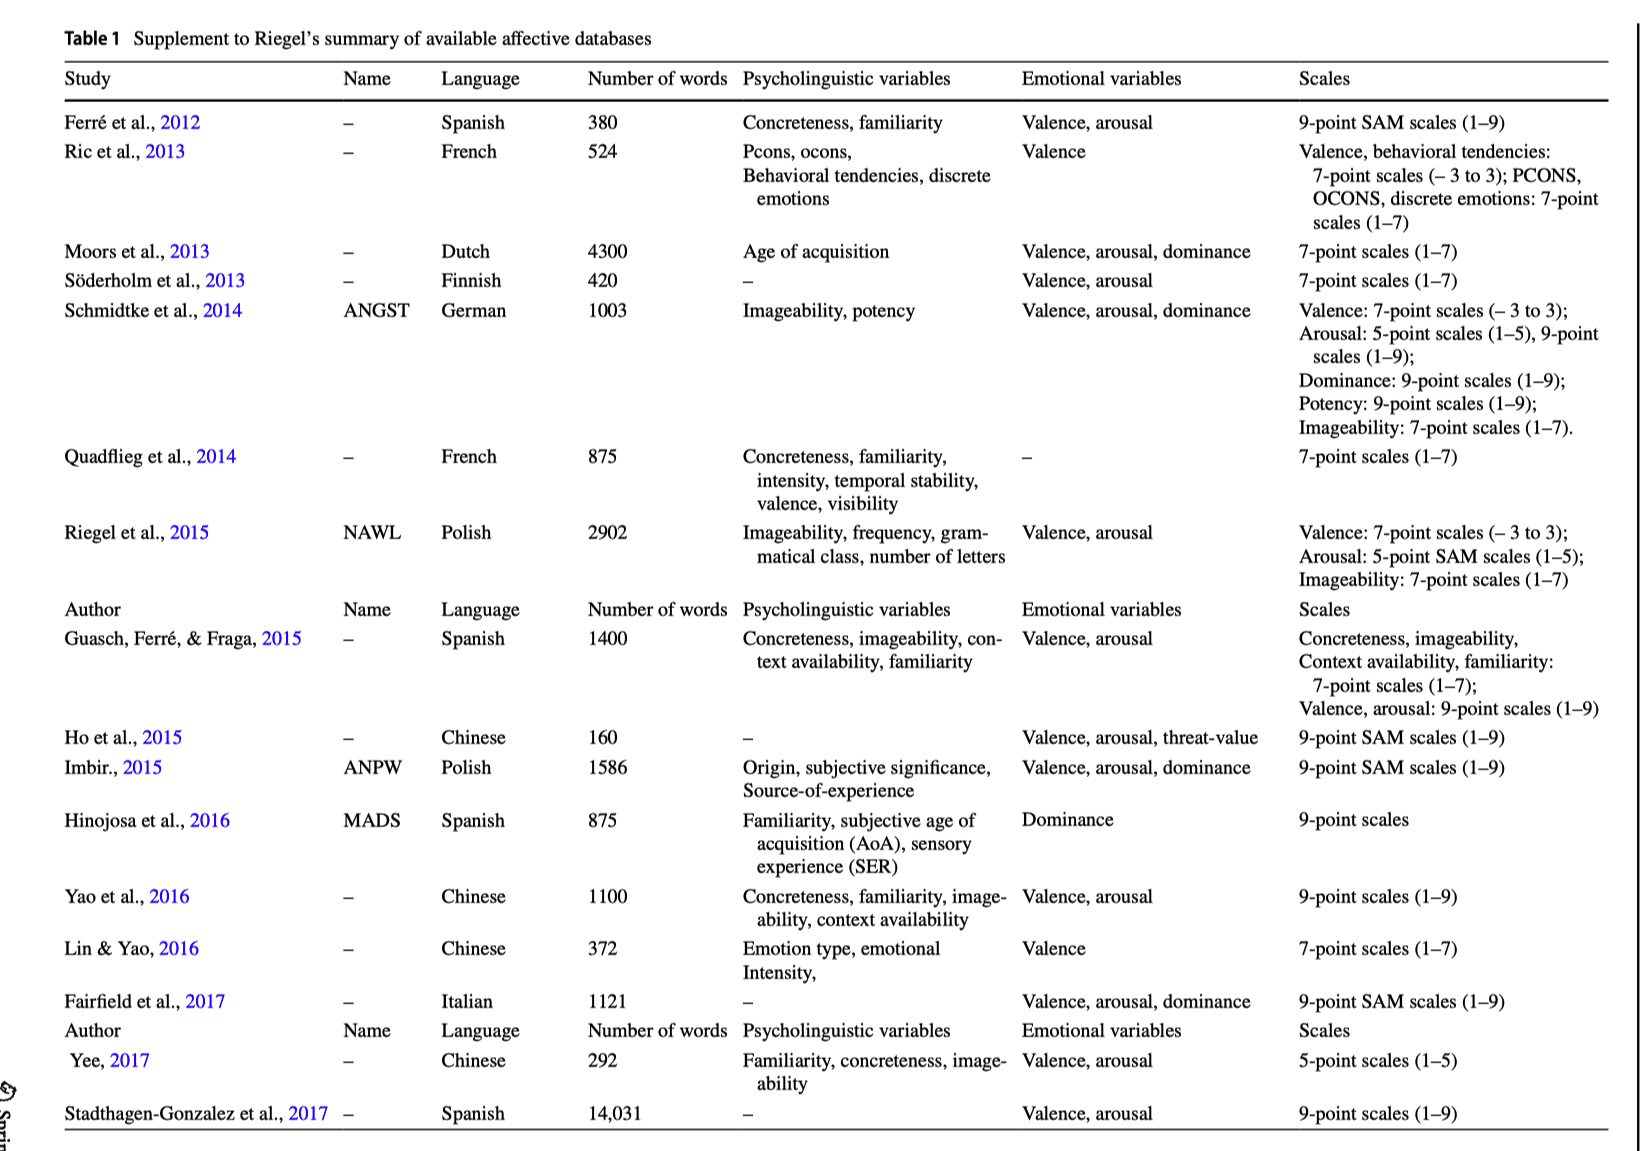 Table 1 Supplement to Riegel's summary of available affective databases
Study Name Language Number of words Psycholinguistic variables Emotional variables Scales
Ferré et al., 2012 – Spanish 380 Concreteness, familiarity Valence, arousal 9-point SAM scales (1–9)
Ric et al., 2013 – French 524 Pcons, ocons, Valence Valence, behavioral tendencies:
Behavioral tendencies, discrete 7-point scales (– 3 to 3); PCONS,
emotions OCONS, discrete emotions: 7-point
scales (1–7)
Moors et al., 2013 – Dutch 4300 Age of acquisition Valence, arousal, dominance 7-point scales (1–7)
Söderholm et al., 2013 – Finnish 420 – Valence, arousal 7-point scales (1–7)
Schmidtke et al., 2014 ANGST German 1003 Imageability, potency Valence, arousal, dominance Valence: 7-point scales (– 3 to 3);
Arousal: 5-point scales (1–5), 9-point
scales (1–9);
Dominance: 9-point scales (1–9);
Potency: 9-point scales (1–9);
Imageability: 7-point scales (1–7).
Quadflieg et al., 2014 – French 875 Concreteness, familiarity, – 7-point scales (1–7)
intensity, temporal stability,
valence, visibility
Riegel et al., 2015 NAWL Polish 2902 Imageability, frequency, gram- Valence, arousal Valence: 7-point scales (– 3 to 3);
matical class, number of letters Arousal: 5-point SAM scales (1–5);
Imageability: 7-point scales (1–7)
Author Name Language Number of words Psycholinguistic variables Emotional variables Scales
Guasch, Ferré, & Fraga, 2015 – Spanish 1400 Concreteness, imageability, con- Valence, arousal Concreteness, imageability,
text availability, familiarity Context availability, familiarity:
7-point scales (1–7);
Valence, arousal: 9-point scales (1–9)
Ho et al., 2015 – Chinese 160 – Valence, arousal, threat-value 9-point SAM scales (1–9)
Imbir., 2015 ANPW Polish 1586 Origin, subjective significance, Valence, arousal, dominance 9-point SAM scales (1–9)
Source-of-experience
Hinojosa et al., 2016 MADS Spanish 875 Familiarity, subjective age of Dominance 9-point scales
acquisition (AoA), sensory
experience (SER)
Yao et al., 2016 – Chinese 1100 Concreteness, familiarity, image- Valence, arousal 9-point scales (1–9)
ability, context availability
Lin & Yao, 2016 – Chinese 372 Emotion type, emotional Valence 7-point scales (1–7)
Intensity,
Fairfield et al., 2017 – Italian 1121 – Valence, arousal, dominance 9-point SAM scales (1–9)
Author Name Language Number of words Psycholinguistic variables Emotional variables Scales
Yee, 2017 – Chinese 292 Familiarity, concreteness, image- Valence, arousal 5-point scales (1–5)
ability
Stadthagen-Gonzalez et al., 2017 – Spanish 14,031 – Valence, arousal 9-point scales (1–9)